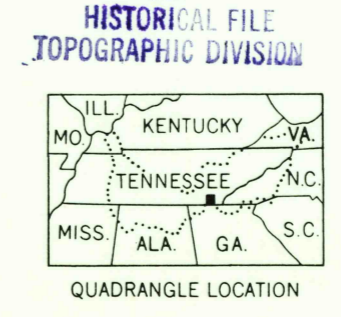 HISTORICAL FILE
TOPOGRAPHIC DIVISION
ILL.
MO.
KENTUCKY
VA.
TENNESSEE
N.C.
MISS.
ALA.
GA.
S.C.
QUADRANGLE LOCATION